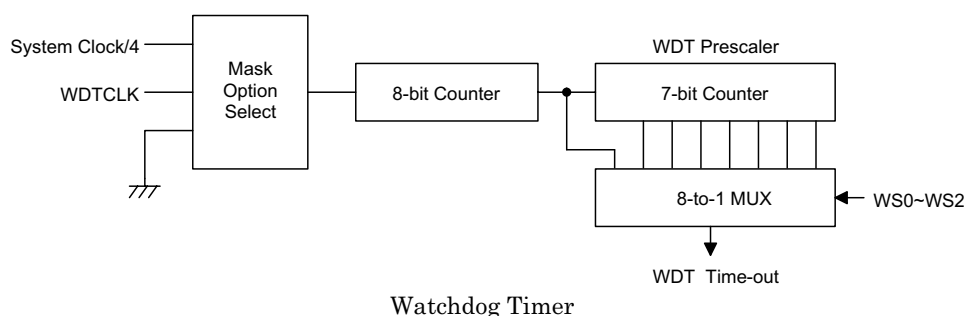 System Clock/4
WDTCLK
Mask
Option
Select
8-bit Counter
WDT Prescaler
7-bit Counter
8-to-1 MUX
WS0~WS2
WDT Time-out
Watchdog Timer